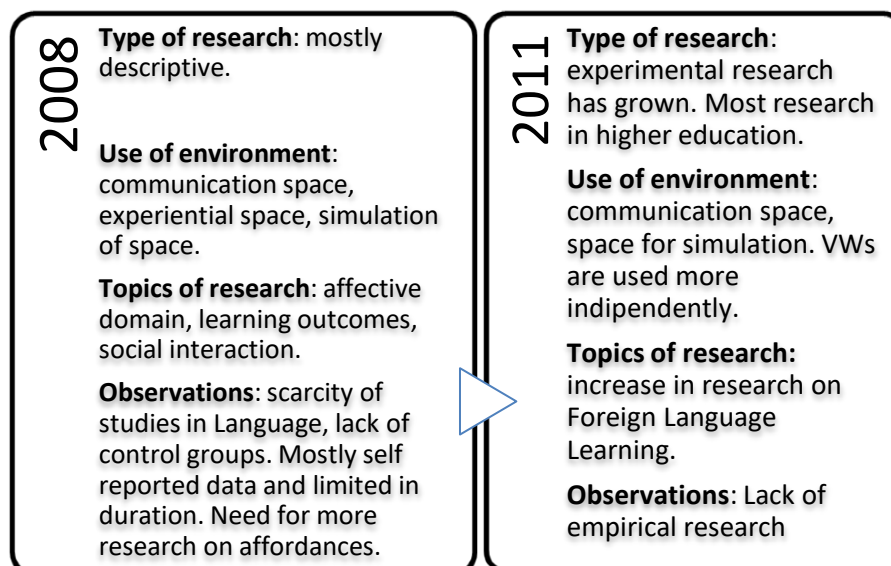 2008
Type of research: mostly
descriptive.
Use of environment:
communication space,
experiential space, simulation
of space.
Topics of research: affective
domain, learning outcomes,
social interaction.
Observations: scarcity of
studies in Language, lack of
control groups. Mostly self
reported data and limited in
duration. Need for more
research on affordances.
2011
Type of research:
experimental research
has grown. Most research
in higher education.
Use of environment:
communication space,
space for simulation. VWs
are used more
indipendently.
Topics of research:
increase in research on
Foreign Language
Learning.
Observations: Lack of
empirical research